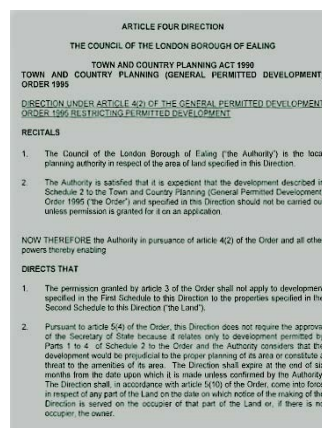 ARTICLE FOUR DIRECTION
THE COUNCIL OF THE LONDON BOROUGH OF EALING
TOWN AND COUNTRY PLANNING ACT 1990
TOWN AND COUNTRY PLANNING (GENERAL PERMITTED DEVELOPMENT
ORDER 1995
DIRECTION UNDER ARTICLE 4(2) OF THE GENERAL PERMITTED DEVELOPMENT
ORDER 1995 RESTRICTING PERMITTED DEVELOPMENT
RECITALS
1. The Council of the London Borough of Ealing ("the Authority") is the loca
planning authority in respect of the area of land specified in this Direction.
2. The Authority is satisfied that it is expedient that the development described i
Schedule 2 to the Town and Country Planning (General Permitted Development
Order 1995 ("the Order") and specified in this Direction should not be carried ou
unless permission is granted for it on an application.
NOW THEREFORE the Authority in pursuance of article 4(2) of the Order and all othe
powers thereby enabling
DIRECTS THAT
1. The permission granted by article 3 of the Order shall not apply to developmen
specified in the First Schedule to this Direction to the properties specified in th
Second Schedule to this Direction ("the Land").
2. Pursuant to article 5(4) of the Order, this Direction does not require the approva
of the Secretary of State because it relates only to development permitted b
Parts 1 to 4 of Schedule 2 to the Order and the Authority considers that th
development would be prejudicial to the proper planning of its area or constitute a
threat to the amenities of its area. The Direction shall expire at the end of si
months from the date upon which it is made unless confirmed by the Authority
The Direction shall, in accordance with article 5(10) of the Order, come into forc
in respect of any part of the Land on the date on which notice of the making of th
Direction is served on the occupier of that part of the Land or, if there is n
occupier, the owner.